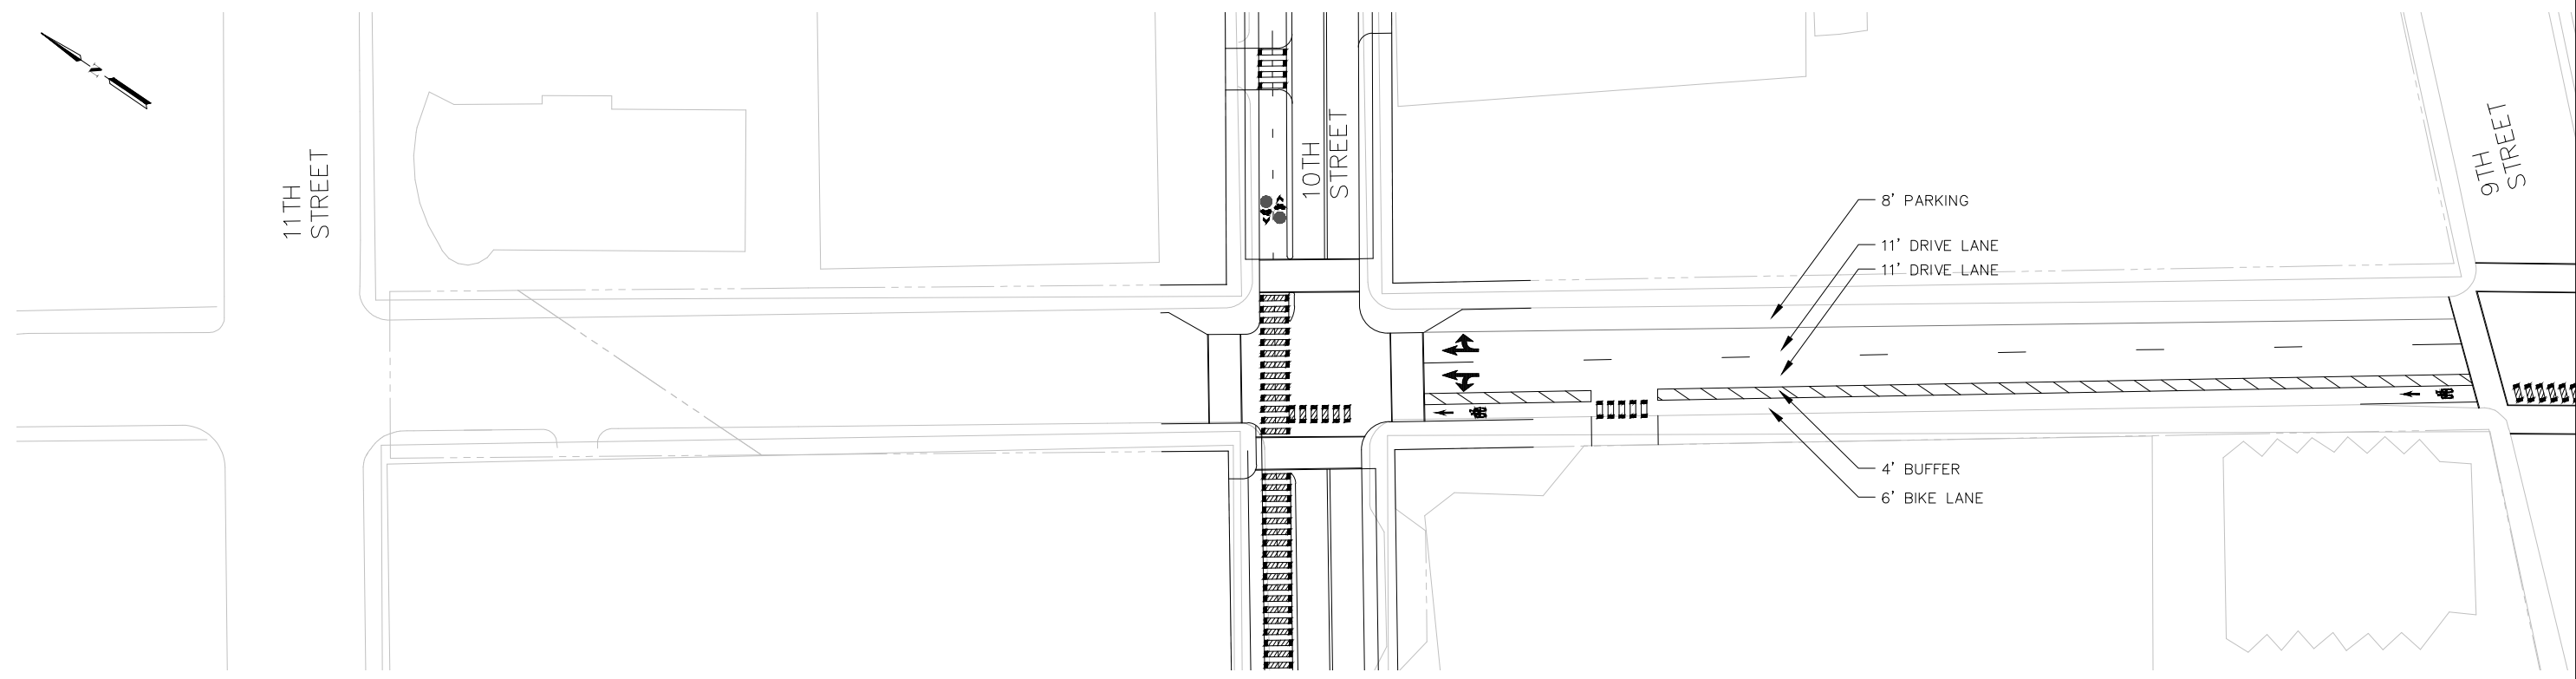 N
11TH
STREET
10TH
STREET
9TH
STREET
8' PARKING
11' DRIVE LANE
11' DRIVE LANE
4' BUFFER
6' BIKE LANE